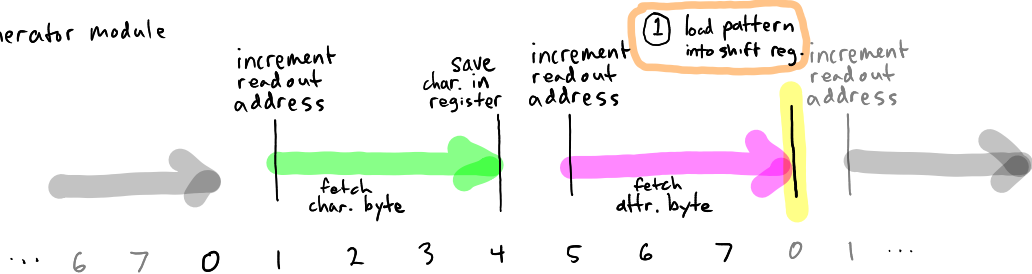 nerator module
increment
readout
address
save
char. in
register
increment
readout
address
1 load pattern
into shift reg.
increment
readout
address
fetch
char. byte
fetch
attr. byte
... 6 7 0 1 2 3 4 5 6 7 0 1 ...